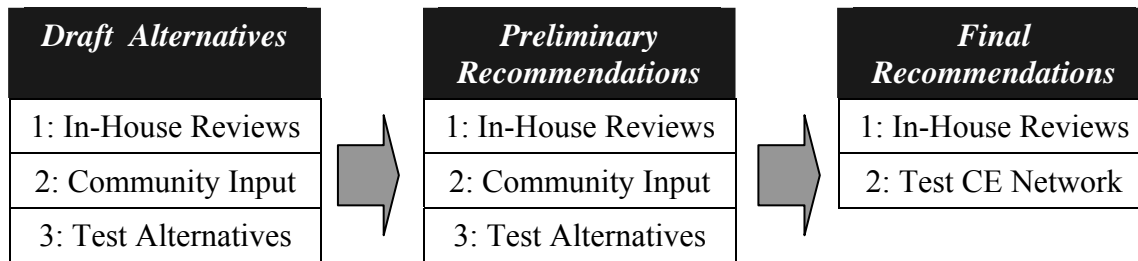 Draft Alternatives
1: In-House Reviews
2: Community Input
3: Test Alternatives
Preliminary
Recommendations
1: In-House Reviews
2: Community Input
3: Test Alternatives
Final
Recommendations
1: In-House Reviews
2: Test CE Network